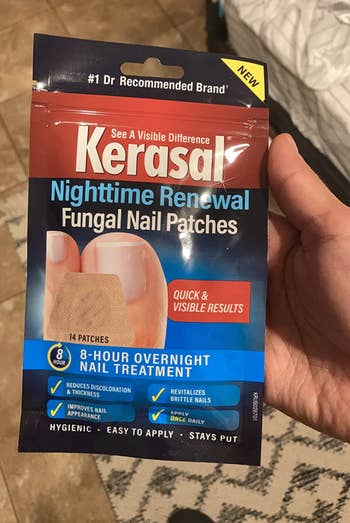 #1 Dr Recommended Brand†
NEW
See A Visible Difference
Kerasal®
Nighttime Renewal
Fungal Nail Patches
QUICK &
VISIBLE RESULTS
14 PATCHES
8
HOUR
8-HOUR OVERNIGHT
NAIL TREATMENT
REDUCES DISCOLORATION
& THICKNESS
REVITALIZES
BRITTLE NAILS
IMPROVES NAIL
APPEARANCE
APPLY
ONCE DAILY
HYGIENIC • EASY TO APPLY • STAYS PUT